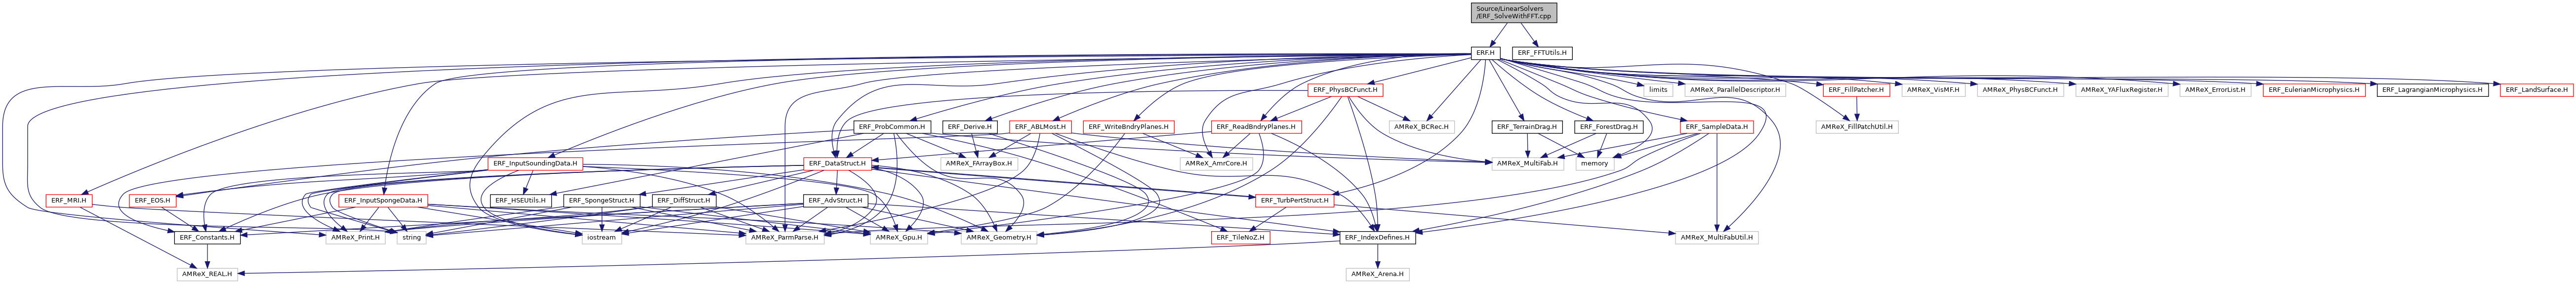 Source/LinearSolvers
/ERF_SolveWithFFT.cpp
ERF.H
ERF_FFTUtils.H
ERF_PhysBCFunct.H
limits
AMReX_ParallelDescriptor.H
ERF_FillPatcher.H
AMReX_VisMF.H
AMReX_PhysBCFunct.H
AMReX_YAFluxRegister.H
AMReX_ErrorList.H
ERF_EulerianMicrophysics.H
ERF_LagrangianMicrophysics.H
ERF_LandSurface.H
ERF_ProbCommon.H
ERF_Derive.H
ERF_ABLMost.H
ERF_WriteBndryPlanes.H
ERF_ReadBndryPlanes.H
AMReX_BCRec.H
ERF_TerrainDrag.H
ERF_ForestDrag.H
ERF_SampleData.H
AMReX_FillPatchUtil.H
ERF_InputSoundingData.H
ERF_DataStruct.H
AMReX_FArrayBox.H
AMReX_AmrCore.H
AMReX_MultiFab.H
memory
ERF_MRI.H
ERF_EOS.H
ERF_InputSpongeData.H
ERF_HSEUtils.H
ERF_SpongeStruct.H
ERF_DiffStruct.H
ERF_AdvStruct.H
ERF_TurbPertStruct.H
ERF_Constants.H
AMReX_Print.H
string
iostream
AMReX_ParmParse.H
AMReX_Gpu.H
AMReX_Geometry.H
ERF_TileNoZ.H
ERF_IndexDefines.H
AMReX_MultiFabUtil.H
AMReX_REAL.H
AMReX_Arena.H